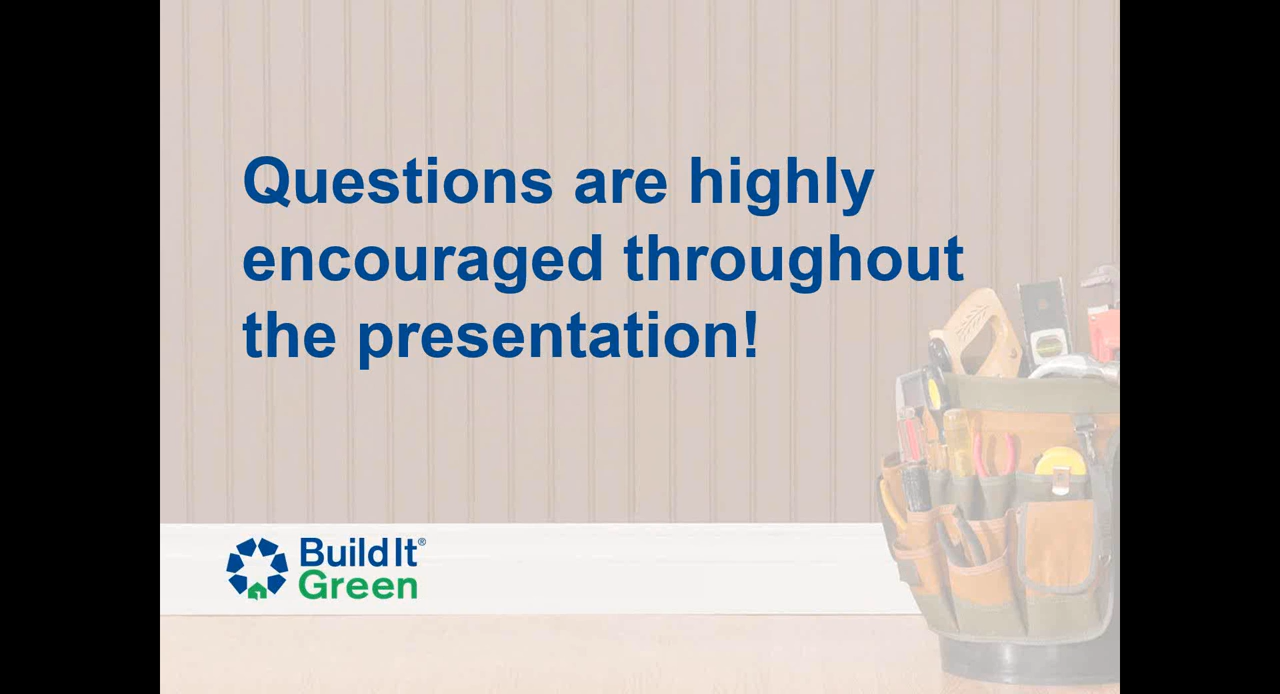 Questions are highly
encouraged throughout
the presentation!
Build It®
Green